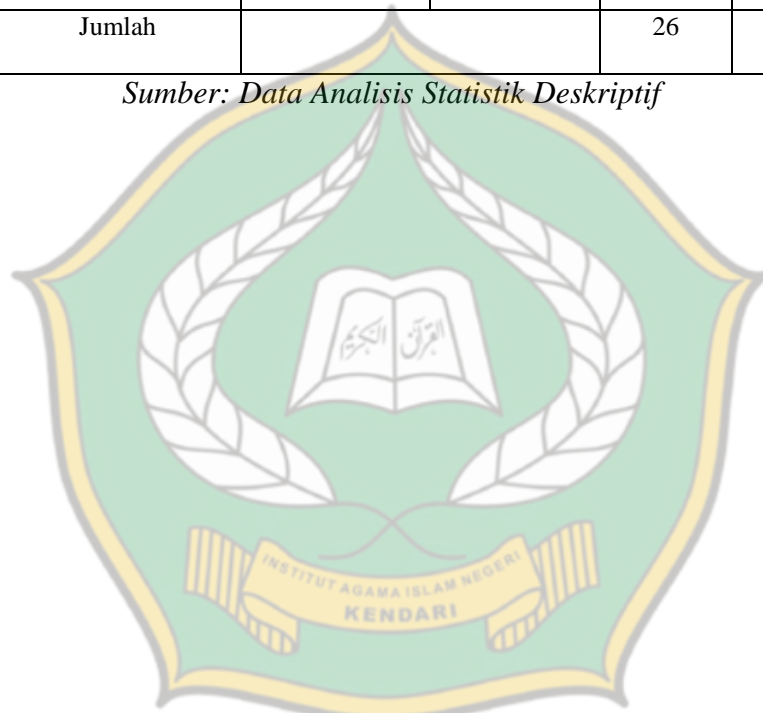 Jumlah 26
Sumber: Data Analisis Statistik Deskriptif
القرآن الكريم
INSTITUT AGAMA ISLAM NEGERI
KENDARI